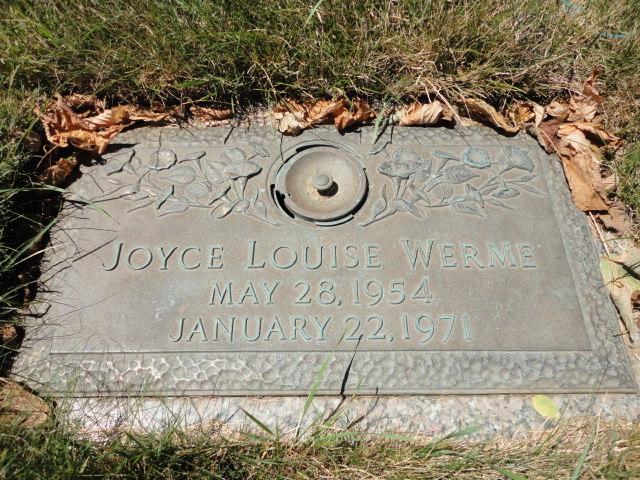 JOYCE LOUISE WERME
MAY 28, 1954
JANUARY 22, 1971